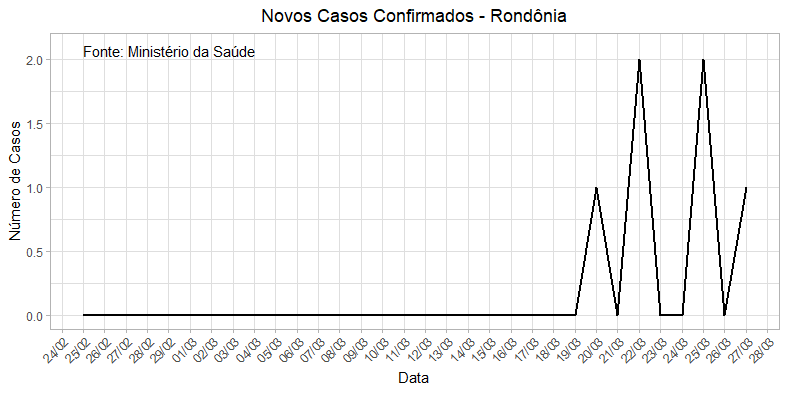 Novos Casos Confirmados - Rondônia
Fonte: Ministério da Saúde
Número de Casos
2.0
1.5
1.0
0.5
0.0
24/02 25/02 26/02 27/02 28/02 29/02 01/03 02/03 03/03 04/03 05/03 06/03 07/03 08/03 09/03 10/03 11/03 12/03 13/03 14/03 15/03 16/03 17/03 18/03 19/03 20/03 21/03 22/03 23/03 24/03 25/03 26/03 27/03 28/03
Data